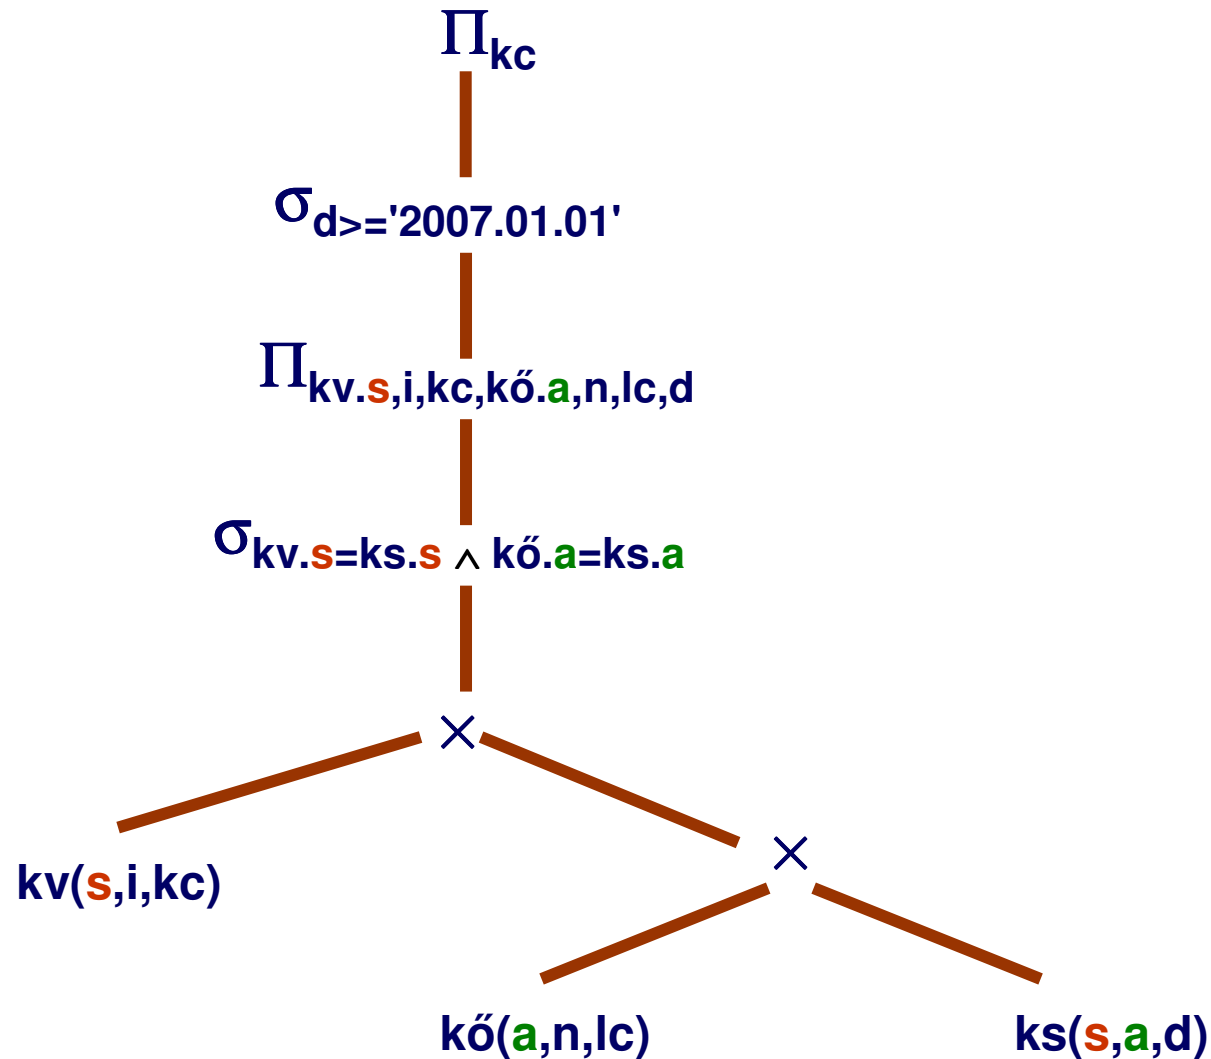 Πkc
σd>='2007.01.01'
Πkv.s,i,kc,kő.a,n,lc,d
σkv.s=ks.s ∧ kő.a=ks.a
×
×
kv(s,i,kc)
kő(a,n,lc) ks(s,a,d)